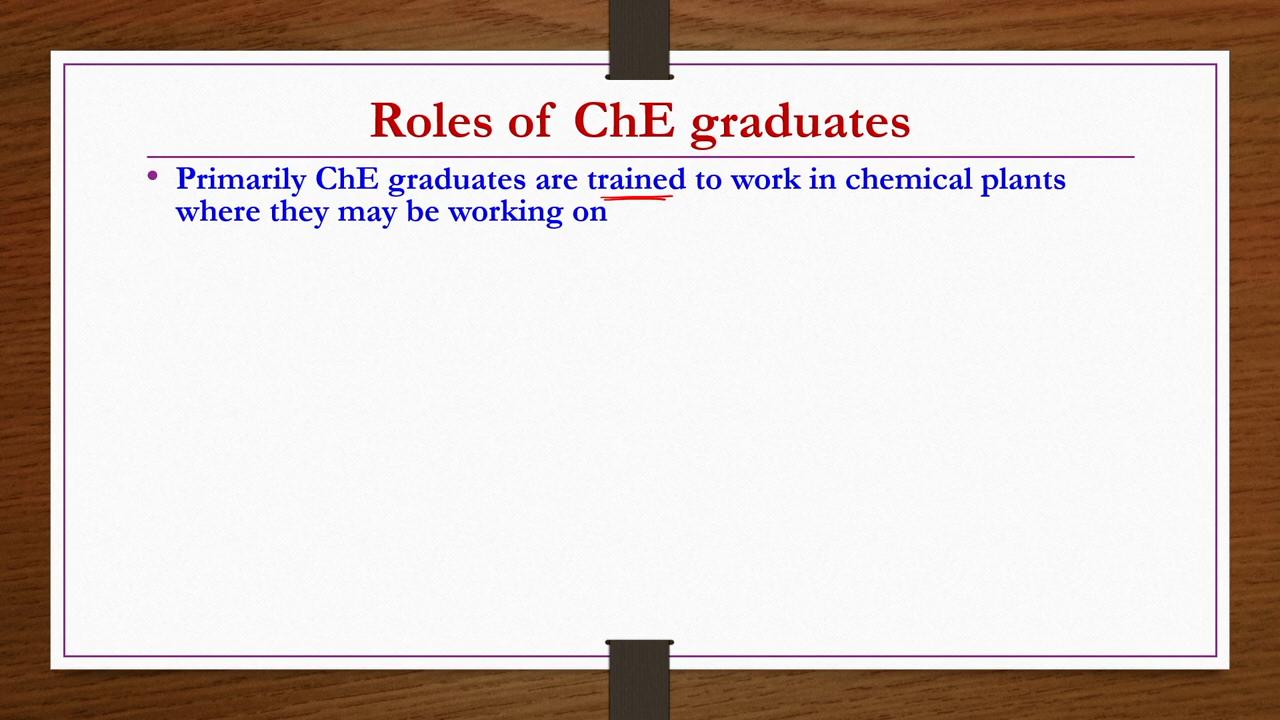 Roles of ChE graduates
• Primarily ChE graduates are trained to work in chemical plants
where they may be working on